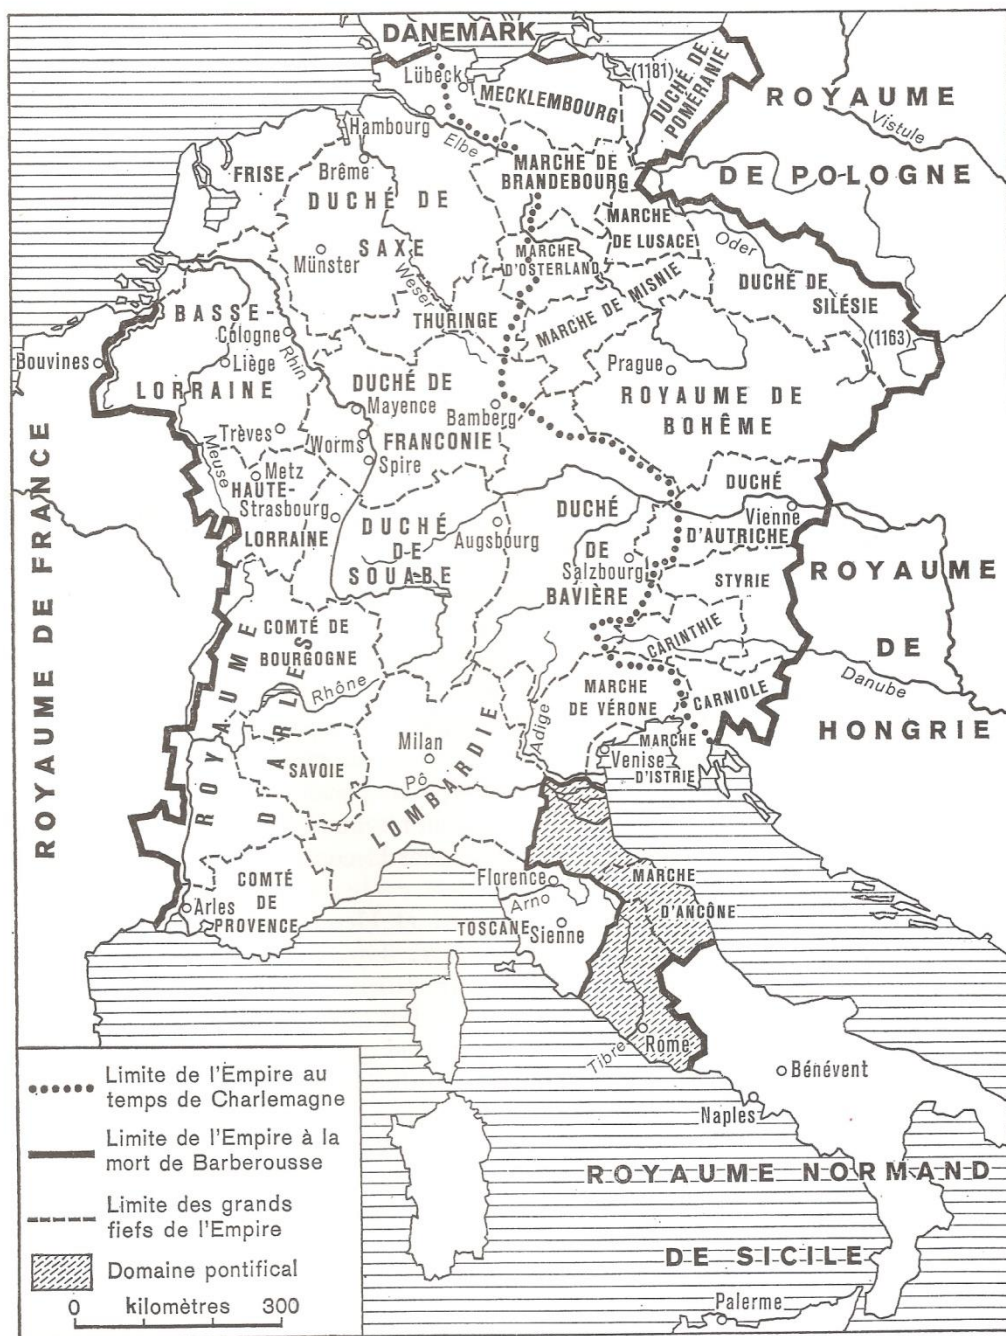 DANEMARK
Lübeck
(1181)
DUCHÉ DE
POMÉRANIE
MECKLEMBOURG
ROYAUME
Vistule
Hambourg
Elbe
FRISE
Brême
MARCHE DE
BRANDEBOURG
DE POLOGNE
DUCHÉ DE
SAXE
MARCHE
DE LUSACE
Oder
Münster
Weser
MARCHE
D'OSTERLAND
DUCHÉ DE
SILÉSIE
(1163)
BASSE-
LORRAINE
Cologne
Rhin
THURINGE
MARCHE DE MISNIE
Bouvines
Liège
DUCHÉ DE
FRANCONIE
Mayence
Bamberg
Prague
ROYAUME DE
BOHÊME
Trèves
Worms
Meuse
Metz
Spire
HAUTE-
LORRAINE
Strasbourg
DUCHÉ
DE
SOUABE
Augsbourg
DUCHÉ
DE
BAVIÈRE
Salzbourg
DUCHÉ
D'AUTRICHE
Vienne
ROYAUME DE FRANCE
STYRIE
ROYAUME
DE
HONGRIE
COMTÉ DE
BOURGOGNE
ROYAUME
D'ARLES
Rhône
CARINTHIE
Danube
MARCHE
DE VÉRONE
CARNIOLE
Adige
Milan
Pô
LOMBARDIE
Venise
MARCHE
D'ISTRIE
SAVOIE
COMTÉ
DE
PROVENCE
Arles
Florence
Arno
TOSCANE
Sienne
MARCHE
D'ANCÔNE
Tibre
Rome
Bénévent
Naples
ROYAUME NORMAND
DE SICILE
Palerme
Limite de l'Empire au
temps de Charlemagne
Limite de l'Empire à la
mort de Barberousse
Limite des grands
fiefs de l'Empire
Domaine pontifical
0 kilomètres 300